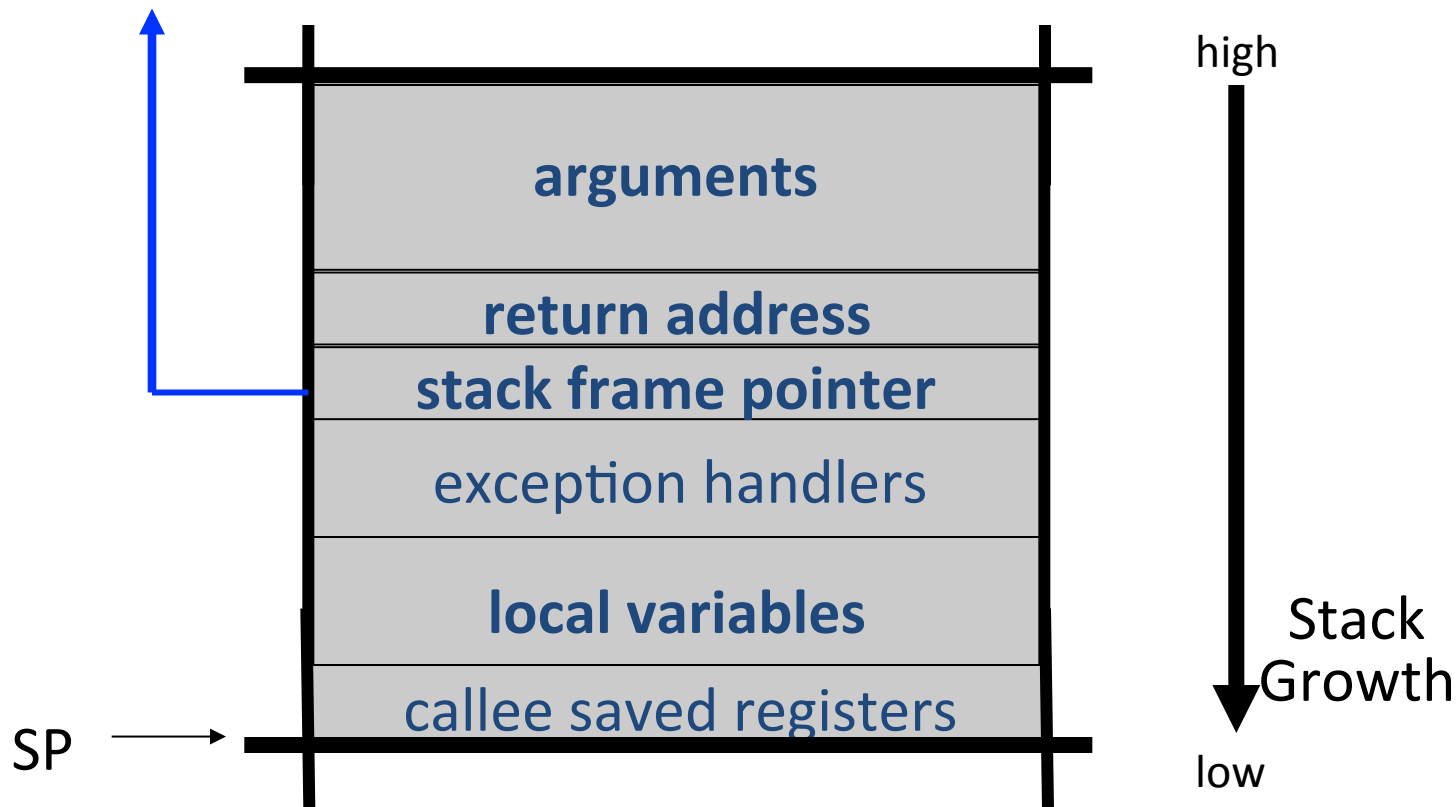 high
arguments
return address
stack frame pointer
exception handlers
local variables
Stack
Growth
callee saved registers
SP
low